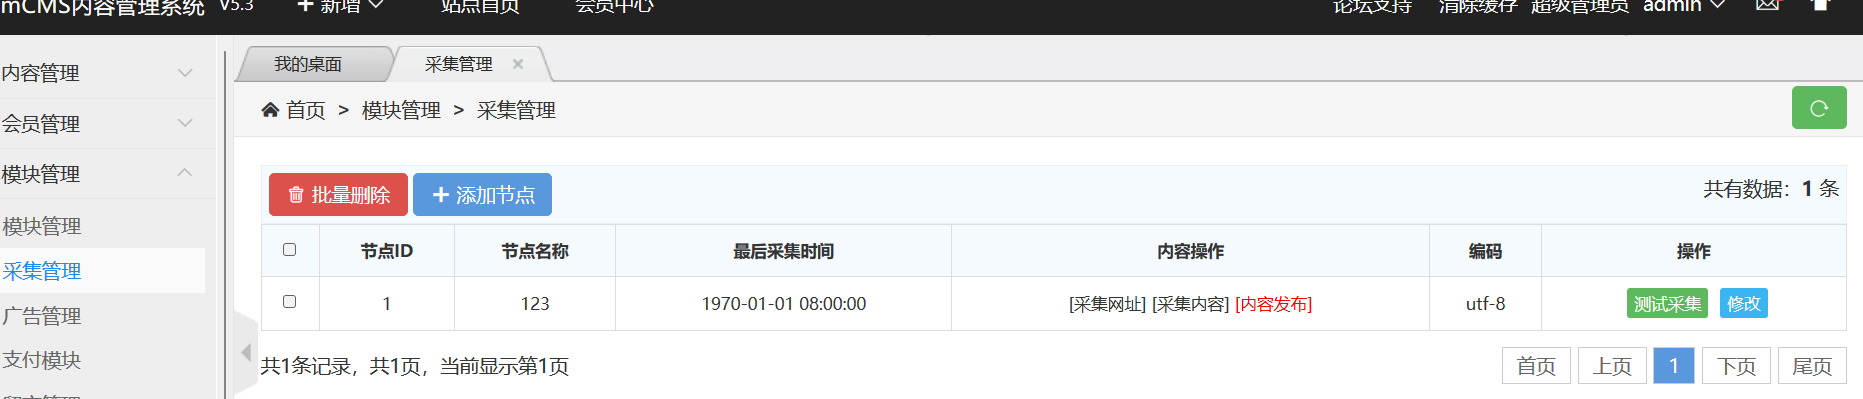 mCMS内容管理系统 V5.3 新增 站点首页 会员中心 论坛支持 清除缓存 超级管理员 admin
我的桌面 采集管理
内容管理
会员管理
模块管理
模块管理
采集管理
广告管理
支付模块
首页 > 模块管理 > 采集管理
批量删除 添加节点 共有数据：1 条
节点ID 节点名称 最后采集时间 内容操作 编码 操作
1 123 1970-01-01 08:00:00 [采集网址] [采集内容] [内容发布] utf-8 测试采集 修改
共1条记录，共1页，当前显示第1页 首页 上页 1 下页 尾页